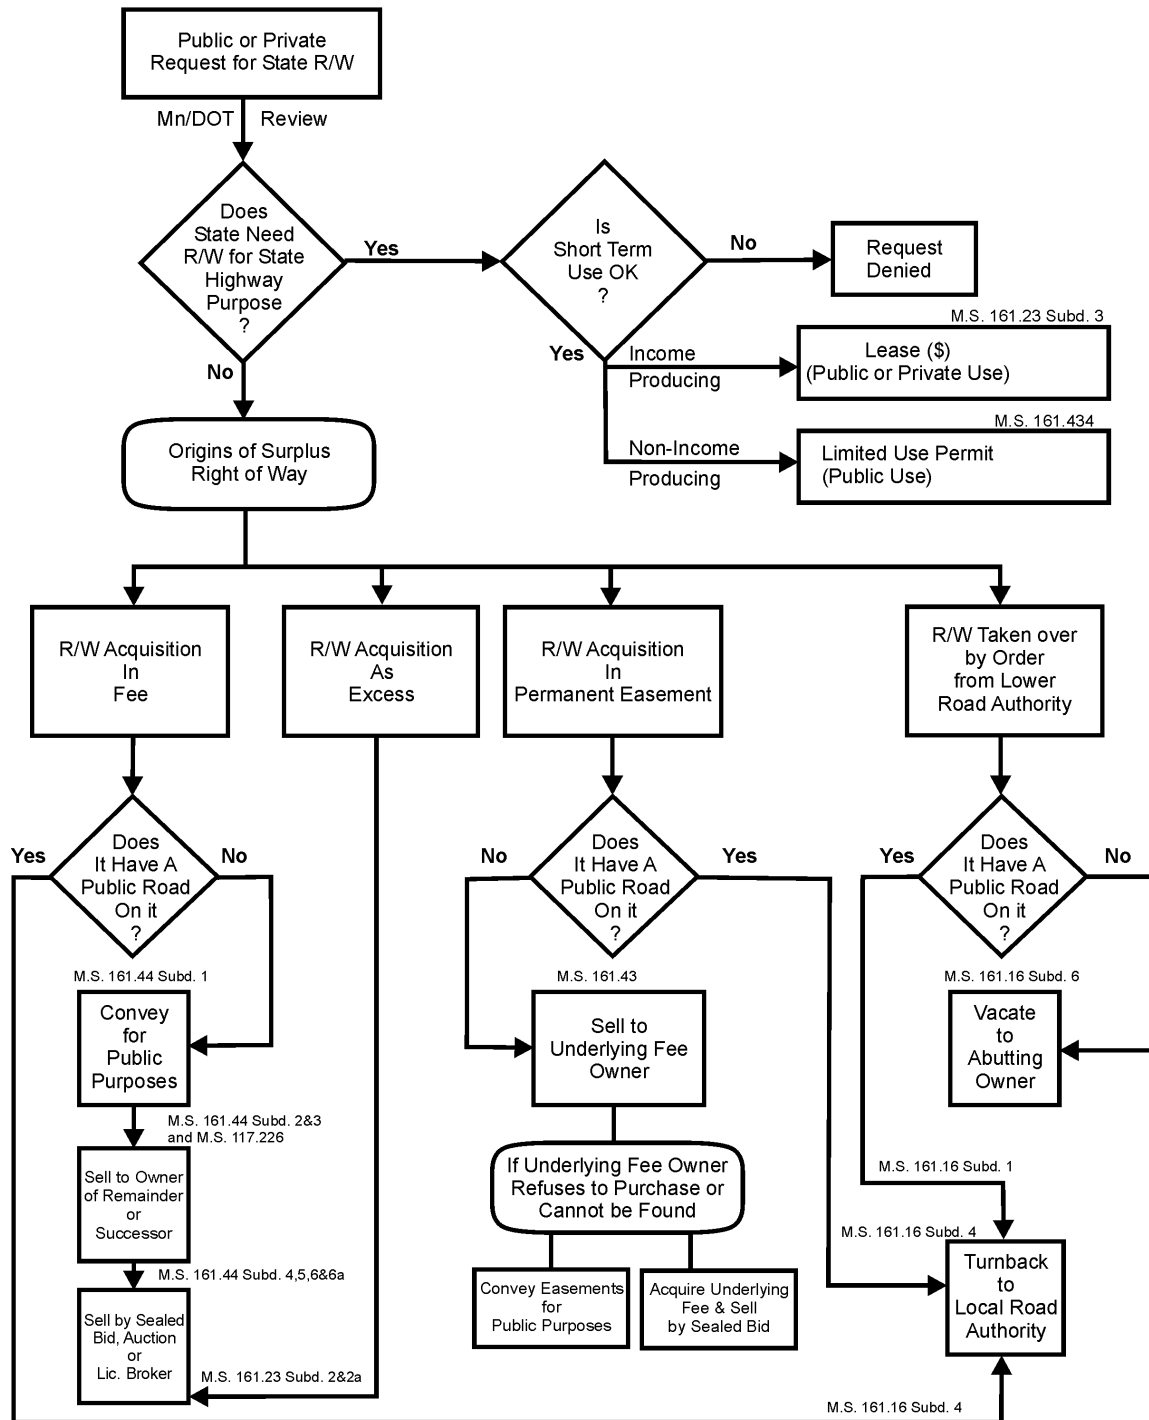 Public or Private
Request for State R/W
Mn/DOT Review
Does
State Need
R/W for State
Highway
Purpose
?
Yes
No
Is
Short Term
Use OK
?
No
Request
Denied
Yes
Income
Producing
M.S. 161.23 Subd. 3
Lease ($)
(Public or Private Use)
Non-Income
Producing
M.S. 161.434
Limited Use Permit
(Public Use)
Origins of Surplus
Right of Way
R/W Acquisition
In
Fee
R/W Acquisition
As
Excess
R/W Acquisition
In
Permanent Easement
R/W Taken over
by Order
from Lower
Road Authority
Yes
Does
It Have A
Public Road
On it
?
No
No
Does
It Have A
Public Road
On it
?
Yes
Yes
Does
It Have A
Public Road
On it
?
No
M.S. 161.44 Subd. 1
Convey
for
Public
Purposes
M.S. 161.44 Subd. 2&3
and M.S. 117.226
Sell to Owner
of Remainder
or
Successor
M.S. 161.44 Subd. 4,5,6&6a
Sell by Sealed
Bid, Auction
or
Lic. Broker
M.S. 161.23 Subd. 2&2a
M.S. 161.43
Sell to
Underlying Fee
Owner
If Underlying Fee Owner
Refuses to Purchase or
Cannot be Found
Convey Easements
for
Public Purposes
Acquire Underlying
Fee & Sell
by Sealed Bid
M.S. 161.16 Subd. 6
Vacate
to
Abutting
Owner
M.S. 161.16 Subd. 1
M.S. 161.16 Subd. 4
Turnback
to
Local Road
Authority
M.S. 161.16 Subd. 4